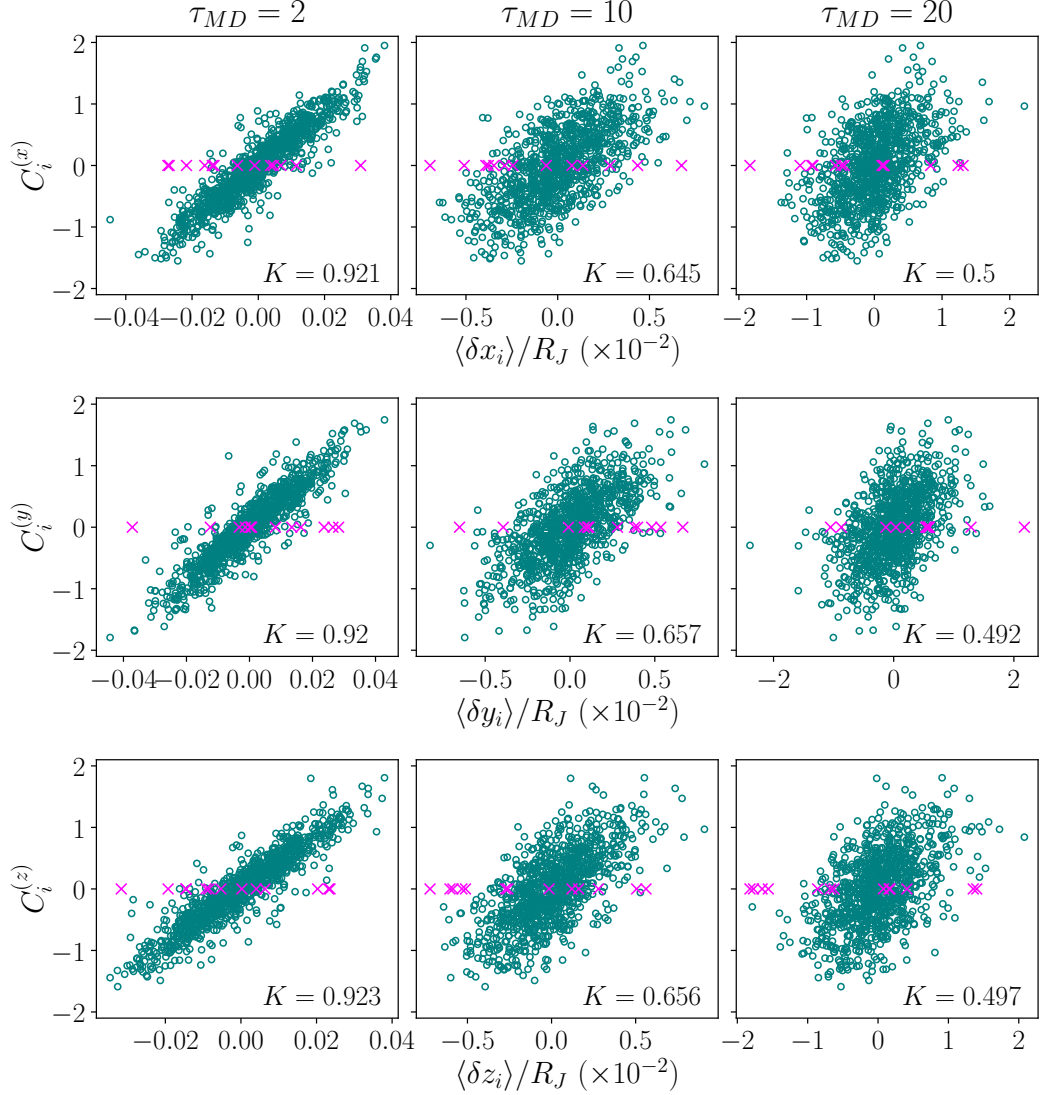 τ_MD = 2 τ_MD = 10 τ_MD = 20
2
1
0
−1
−2
C_i^(x)
K = 0.921 K = 0.645 K = 0.5
−0.04 −0.02 0.00 0.02 0.04 −0.5 0.0 0.5 −2 −1 0 1 2
⟨δx_i⟩/R_J (×10^−2)
2
1
0
−1
−2
C_i^(y)
K = 0.92 K = 0.657 K = 0.492
−0.04 −0.02 0.00 0.02 0.04 −0.5 0.0 0.5 −2 0 2
⟨δy_i⟩/R_J (×10^−2)
2
1
0
−1
−2
C_i^(z)
K = 0.923 K = 0.656 K = 0.497
−0.02 0.00 0.02 0.04 −0.5 0.0 0.5 −2 −1 0 1 2
⟨δz_i⟩/R_J (×10^−2)